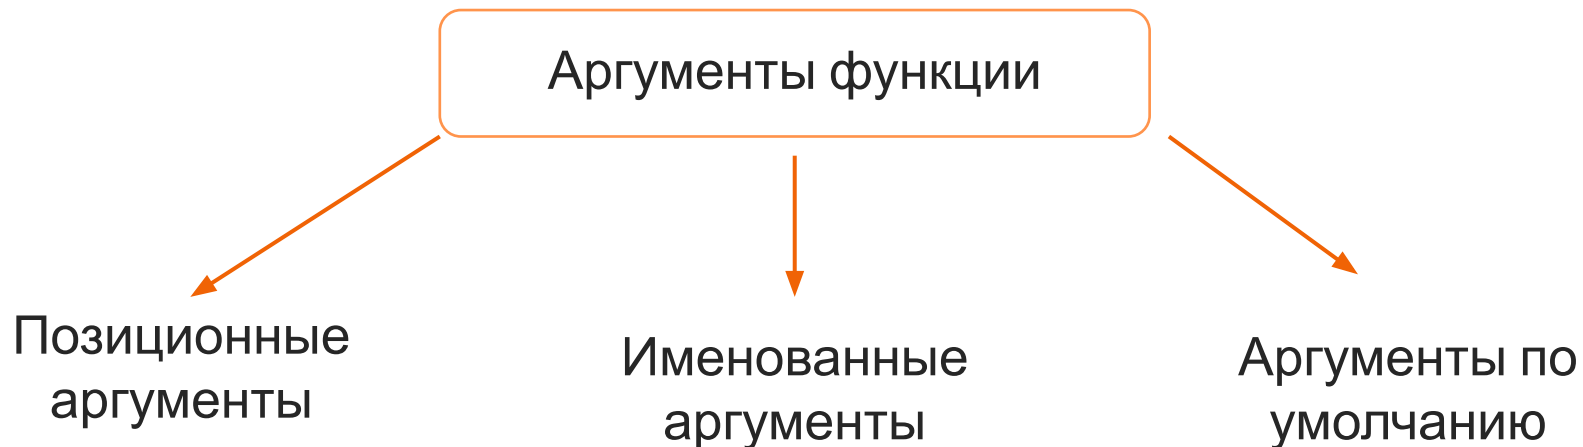 Аргументы функции
Позиционные
аргументы
Именованные
аргументы
Аргументы по
умолчанию